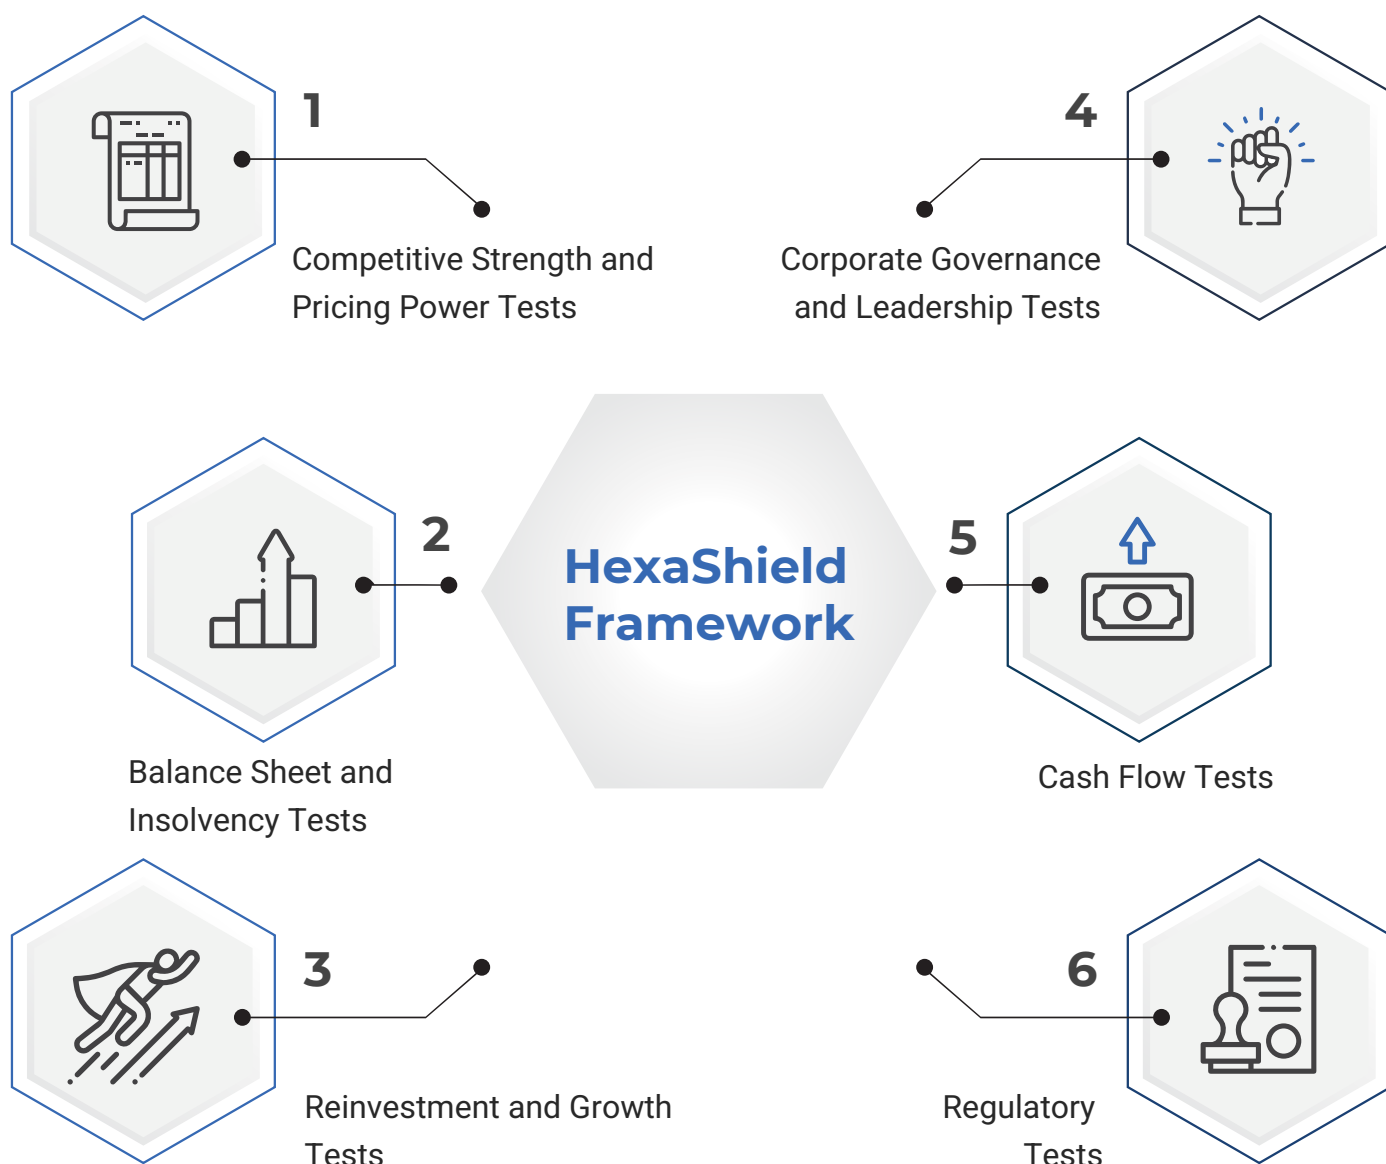 1
Competitive Strength and
Pricing Power Tests
4
Corporate Governance
and Leadership Tests
2
Balance Sheet and
Insolvency Tests
HexaShield
Framework
5
Cash Flow Tests
3
Reinvestment and Growth
Tests
6
Regulatory
Tests